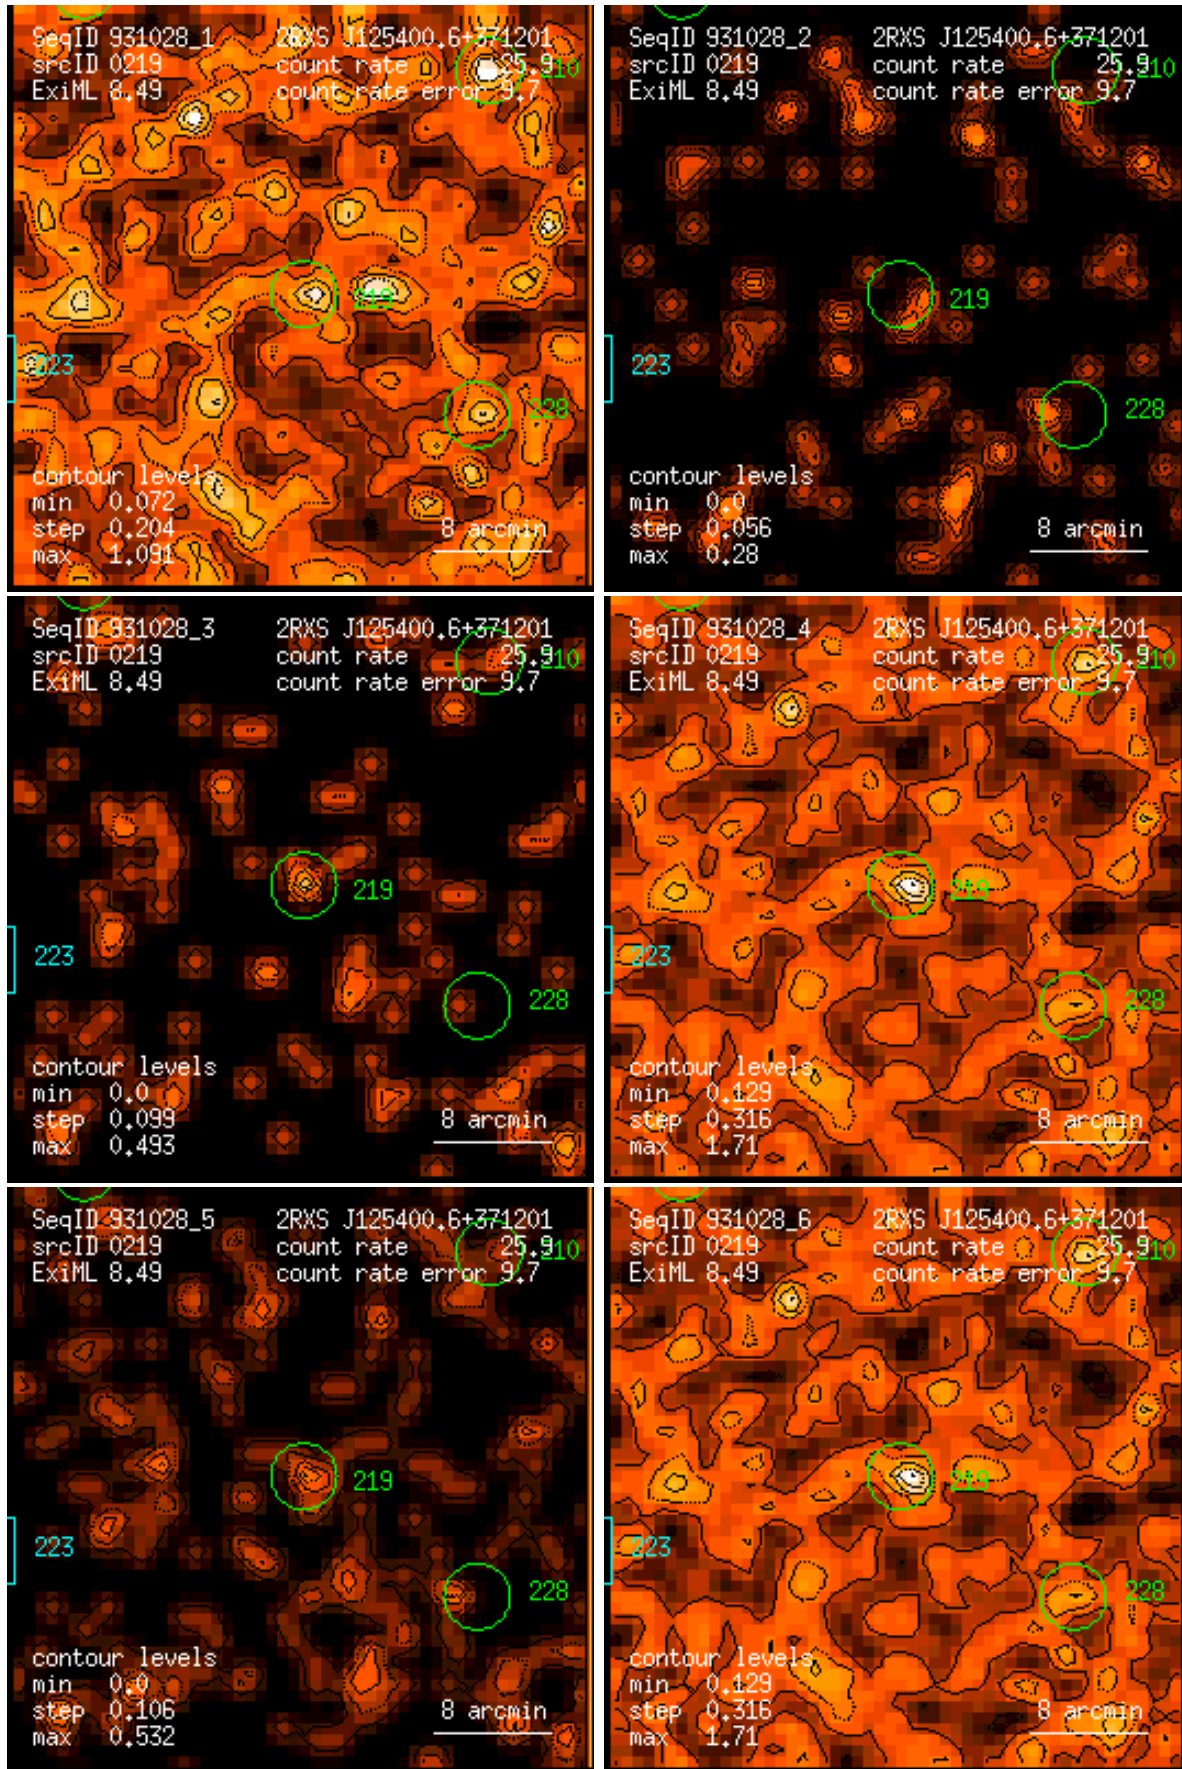 SeqID 931028_1 2RXS J125400.6+371201
srcID 0219 count rate 25.9 210
ExiML 8.49 count rate error 9.7
219
223
228
contour levels
min 0.072
step 0.204 8 arcmin
max 1.091
SeqID 931028_2 2RXS J125400.6+371201
srcID 0219 count rate 25.9 210
ExiML 8.49 count rate error 9.7
219
223
228
contour levels
min 0.0
step 0.056 8 arcmin
max 0.28
SeqID 931028_3 2RXS J125400.6+371201
srcID 0219 count rate 25.9 210
ExiML 8.49 count rate error 9.7
219
223
228
contour levels
min 0.0
step 0.099 8 arcmin
max 0.493
SeqID 931028_4 2RXS J125400.6+371201
srcID 0219 count rate 25.9 210
ExiML 8.49 count rate error 9.7
219
223
228
contour levels
min 0.129
step 0.316 8 arcmin
max 1.71
SeqID 931028_5 2RXS J125400.6+371201
srcID 0219 count rate 25.9 210
ExiML 8.49 count rate error 9.7
219
223
228
contour levels
min 0.0
step 0.106 8 arcmin
max 0.532
SeqID 931028_6 2RXS J125400.6+371201
srcID 0219 count rate 25.9 210
ExiML 8.49 count rate error 9.7
219
223
228
contour levels
min 0.129
step 0.316 8 arcmin
max 1.71